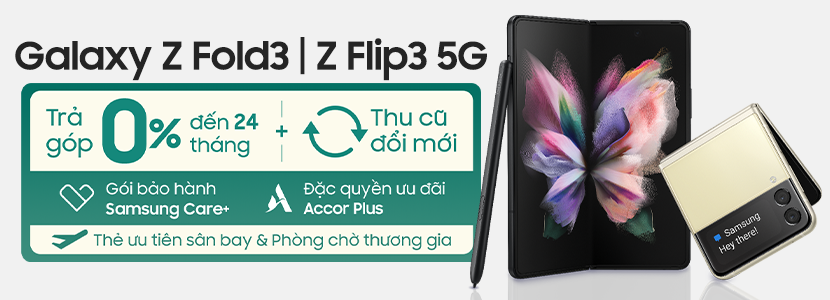 Galaxy Z Fold3 | Z Flip3 5G
Trả góp 0% đến 24 tháng + Thu cũ đổi mới
Gói bảo hành
Samsung Care+
Đặc quyền ưu đãi
Accor Plus
Thẻ ưu tiên sân bay & Phòng chờ thương gia
Samsung
Hey there!